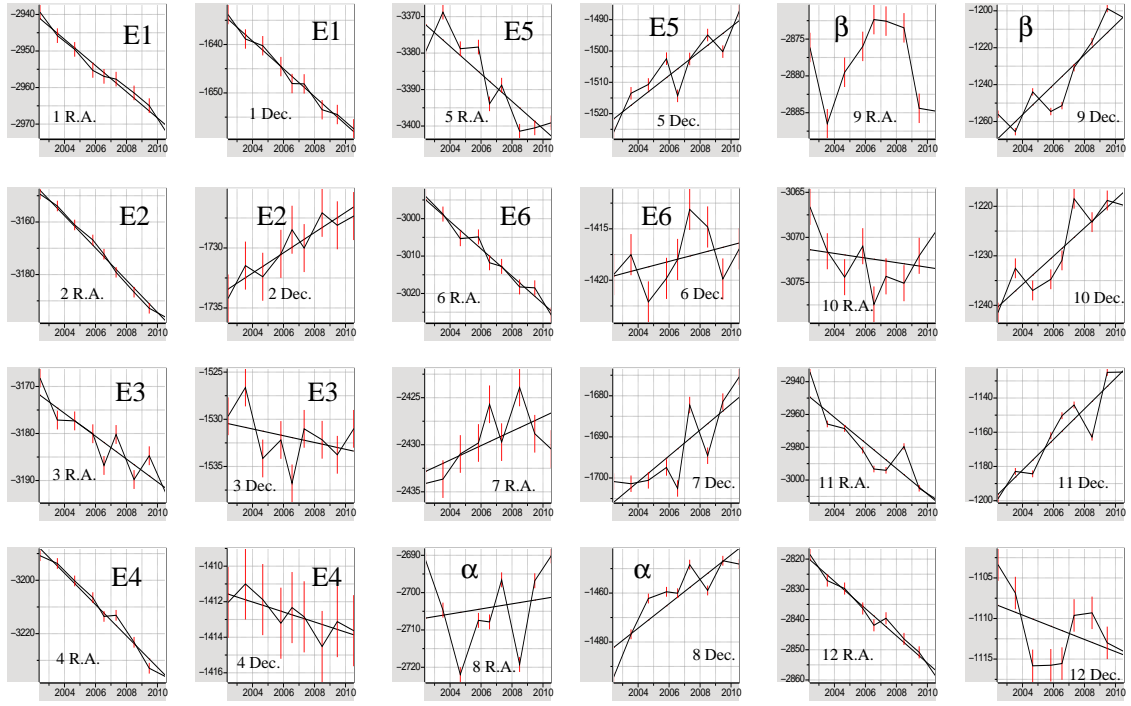 −2940
−2950
−2960
−2970
E1
1 R.A.
2004 2006 2008 2010
−1640
−1650
E1
1 Dec.
2004 2006 2008 2010
−3370
−3380
−3390
−3400
E5
5 R.A.
2004 2006 2008 2010
−1490
−1500
−1510
−1520
E5
5 Dec.
2004 2006 2008 2010
−2875
−2880
−2885
β
9 R.A.
2004 2006 2008 2010
−1200
−1220
−1240
−1260
β
9 Dec.
2004 2006 2008 2010
−3160
−3180
E2
2 R.A.
2004 2006 2008 2010
−1730
−1735
E2
2 Dec.
2004 2006 2008 2010
−3000
−3010
−3020
E6
6 R.A.
2004 2006 2008 2010
−1415
−1420
E6
6 Dec.
2004 2006 2008 2010
−3065
−3070
−3075
10 R.A.
2004 2006 2008 2010
−1220
−1230
−1240
10 Dec.
2004 2006 2008 2010
−3170
−3180
−3190
E3
3 R.A.
2004 2006 2008 2010
−1525
−1530
−1535
E3
3 Dec.
2004 2006 2008 2010
−2425
−2430
−2435
7 R.A.
2004 2006 2008 2010
−1680
−1690
−1700
7 Dec.
2004 2006 2008 2010
−2940
−2960
−2980
−3000
11 R.A.
2004 2006 2008 2010
−1140
−1160
−1180
−1200
11 Dec.
2004 2006 2008 2010
−3200
−3220
E4
4 R.A.
2004 2006 2008 2010
−1410
−1412
−1414
−1416
E4
4 Dec.
2004 2006 2008 2010
−2690
−2700
−2710
−2720
α
8 R.A.
2004 2006 2008 2010
−1460
−1480
α
8 Dec.
2004 2006 2008 2010
−2820
−2830
−2840
−2850
−2860
12 R.A.
2004 2006 2008 2010
−1105
−1110
−1115
12 Dec.
2004 2006 2008 2010